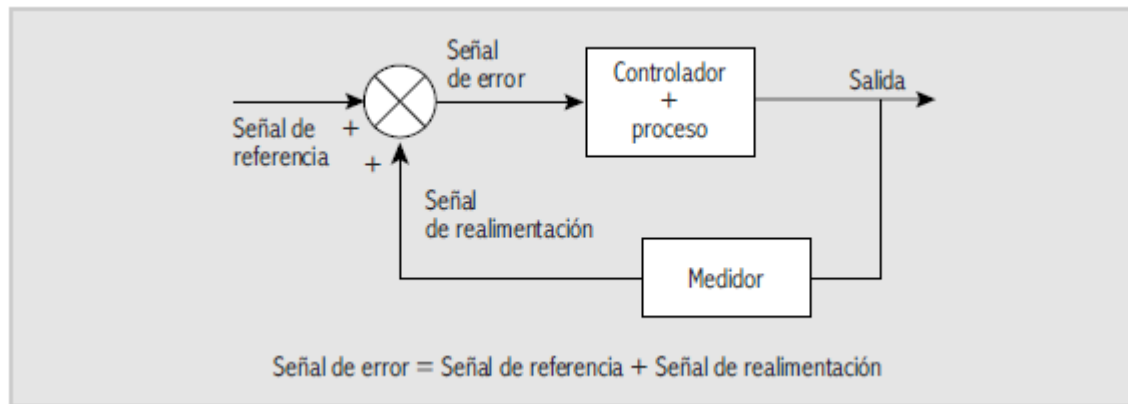 Señal
de error
Controlador
+
proceso
Salida
Señal de
referencia
+
+
Señal
de realimentación
Medidor
Señal de error = Señal de referencia + Señal de realimentación